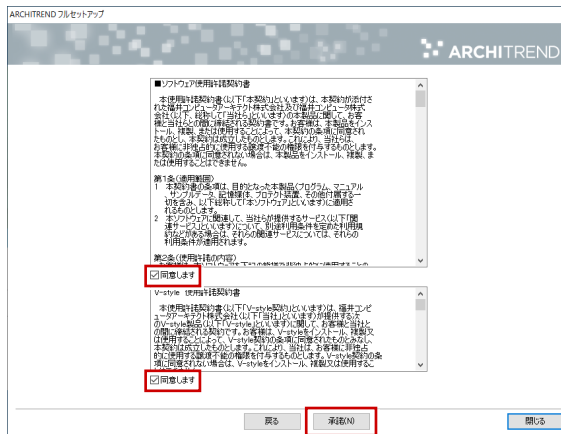 ARCHITREND フルセットアップ
ARCHITREND
■ソフトウェア使用許諾契約書
本使用許諾契約書（以下「本契約」といいます）は、本契約が添付さ
れた福井コンピュータアーキテクト株式会社及び福井コンピュータ株式
会社（以下、総称して「当社ら」といいます）の本製品に関して、お客
様と当社らとの間に締結される契約書です。お客様は、本製品をインス
トール、複製、または使用することによって、本契約の条項に同意され
たものとし、本契約は成立したものとします。これにより、当社らは、
お客様に非独占的に使用する譲渡不能の権限を付与するものとします。
本契約の条項に同意されない場合は、本製品をインストール、複製、ま
たは使用することはできません。
第1条（適用範囲）
1 本契約書の条項は、目的となった本製品（プログラム、マニュアル
、サンプルデータ、記憶媒体、プロテクト装置、その他付属する一
切を含み、以下総称して「本ソフトウェア」といいます）に適用さ
れるものとします。
2 本ソフトウェアに関連して、当社らが提供するサービス（以下「関
連サービス」といいます）について、別途利用条件を定めた利用規
約などがある場合は、それらの関連サービスについては、それらの
利用条件が適用されます。
第2条（使用許諾の内容）
同意します
V-style 使用許諾契約書
本使用許諾契約書（以下「V-style契約」といいます）は、福井コンピ
ュータアーキテクト株式会社（以下「当社」といいます）が提供する次
のV-style製品（以下「V-style」といいます）に関して、お客様と当社と
の間に締結される契約です。お客様は、V-styleをインストール、複製又
は使用することによって、V-style契約の条項に同意されたものとみなし、
本契約は成立したものとします。これにより、当社は、お客様に非独占
的に使用する譲渡不能の権限を付与するものとします。V-style契約の条
項に同意されない場合は、V-styleをインストール、複製又は使用するこ
同意します
戻る
承諾(N)
閉じる